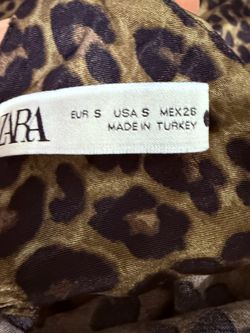 ZARA
EUR S USA S MEX 26
MADE IN TURKEY